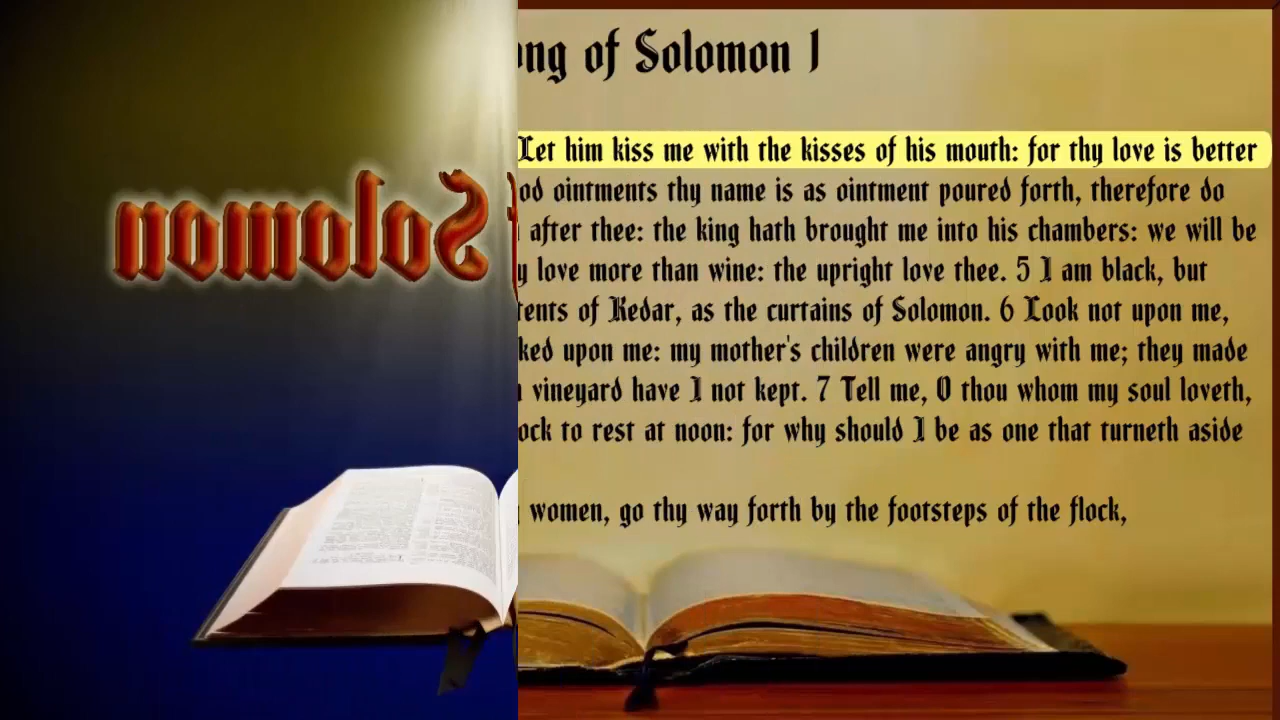 Solomon
ong of Solomon 1
Let him kiss me with the kisses of his mouth: for thy love is better
ointments thy name is as ointment poured forth, therefore do
after thee: the king hath brought me into his chambers: we will be
love more than wine: the upright love thee. 5 I am black, but
tents of Kedar, as the curtains of Solomon. 6 Look not upon me,
ked upon me: my mother's children were angry with me; they made
vineyard have I not kept. 7 Tell me, O thou whom my soul loveth,
ock to rest at noon: for why should I be as one that turneth aside
women, go thy way forth by the footsteps of the flock,